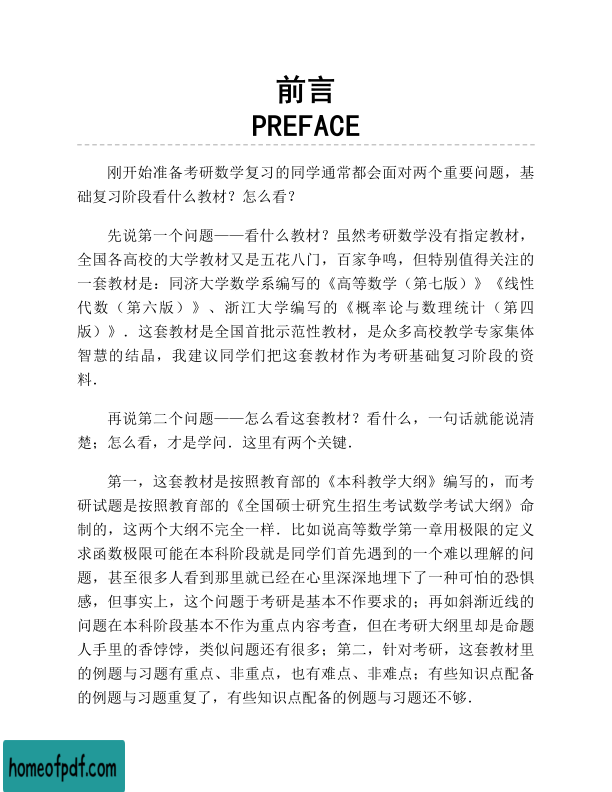 前言
PREFACE
刚开始准备考研数学复习的同学通常都会面对两个重要问题，基
础复习阶段看什么教材？怎么看？
先说第一个问题——看什么教材？虽然考研数学没有指定教材，
全国各高校的大学教材又是五花八门，百家争鸣，但特别值得关注的
一套教材是：同济大学数学系编写的《高等数学（第七版）》《线性
代数（第六版）》、浙江大学编写的《概率论与数理统计（第四
版）》．这套教材是全国首批示范性教材，是众多高校教学专家集体
智慧的结晶，我建议同学们把这套教材作为考研基础复习阶段的资
料．
再说第二个问题——怎么看这套教材？看什么，一句话就能说清
楚；怎么看，才是学问．这里有两个关键．
第一，这套教材是按照教育部的《本科教学大纲》编写的，而考
研试题是按照教育部的《全国硕士研究生招生考试数学考试大纲》命
制的，这两个大纲不完全一样．比如说高等数学第一章用极限的定义
求函数极限可能在本科阶段就是同学们首先遇到的一个难以理解的问
题，甚至很多人看到那里就已经在心里深深地埋下了一种可怕的恐惧
感，但事实上，这个问题于考研是基本不作要求的；再如斜渐近线的
问题在本科阶段基本不作为重点内容考查，但在考研大纲里却是命题
人手里的香饽饽，类似问题还有很多；第二，针对考研，这套教材里
的例题与习题有重点、非重点，也有难点、非难点；有些知识点配备
的例题与习题重复了，有些知识点配备的例题与习题还不够．
homeofpdf.com